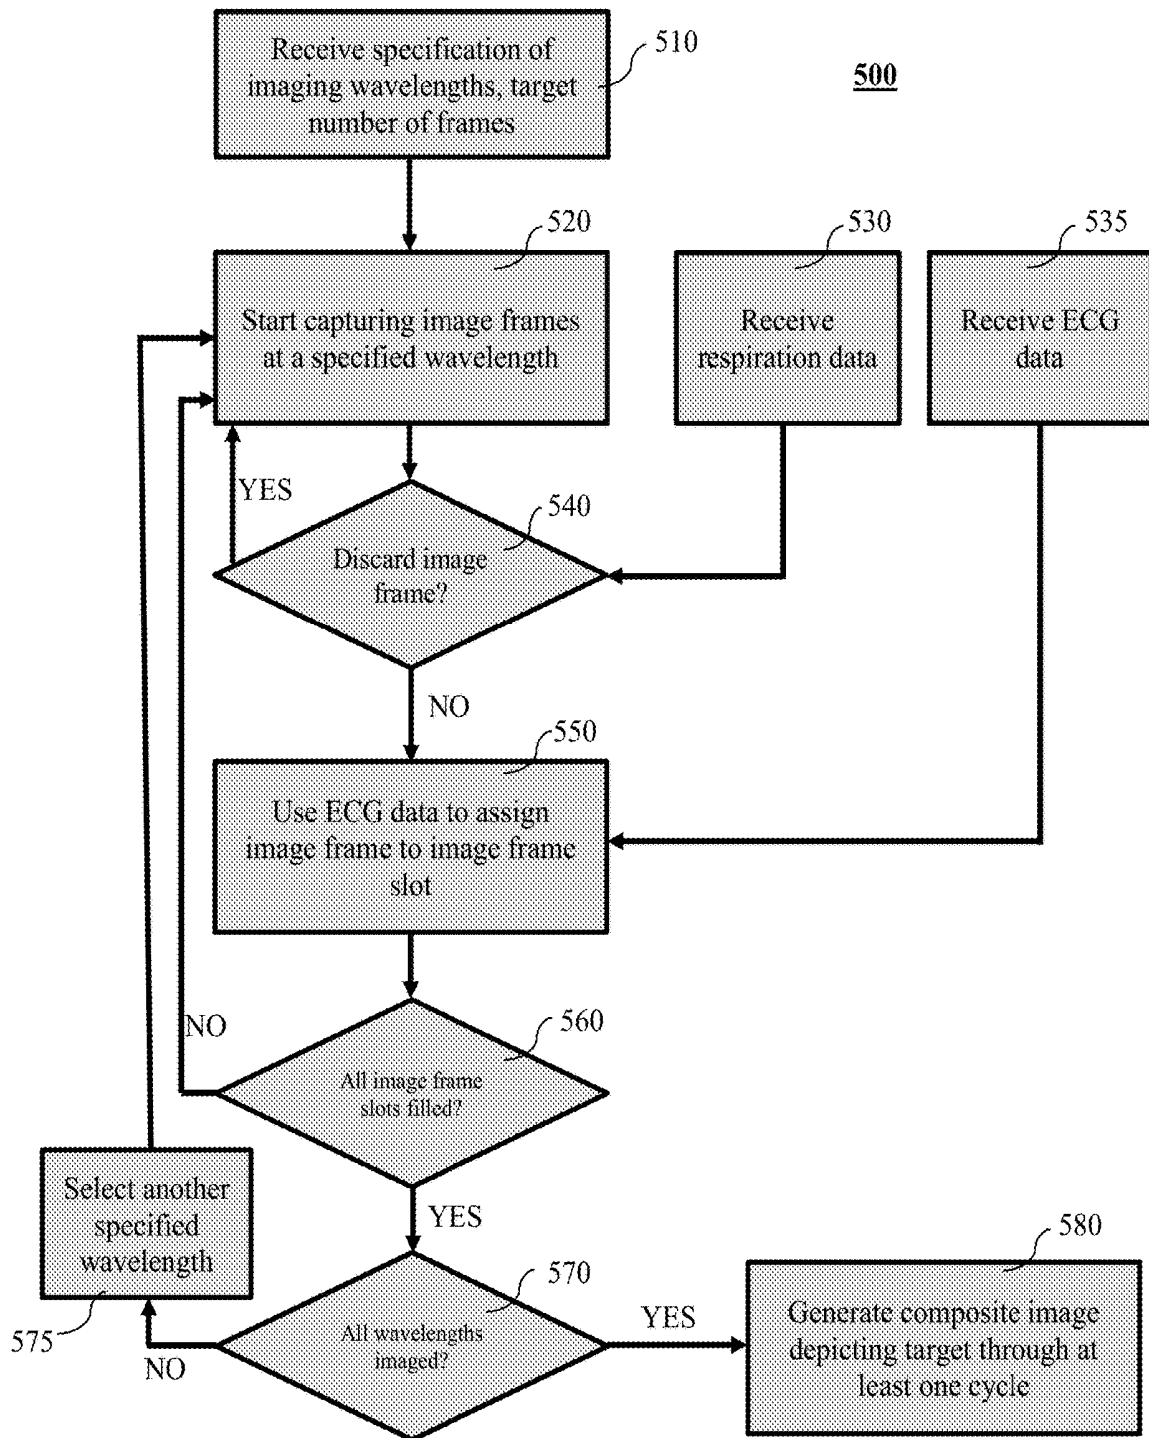 Receive specification of
imaging wavelengths, target
number of frames
510
500
520
Start capturing image frames
at a specified wavelength
530
Receive
respiration data
535
Receive ECG
data
YES
540
Discard image
frame?
NO
550
Use ECG data to assign
image frame to image frame
slot
NO
560
All image frame
slots filled?
YES
Select another
specified
wavelength
575
NO
570
All wavelengths
imaged?
YES
580
Generate composite image
depicting target through at
least one cycle